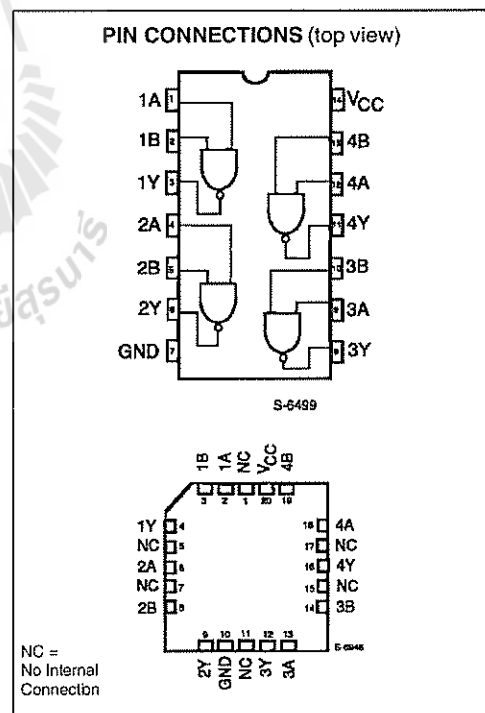 PIN CONNECTIONS (top view)
1A 1 14 VCC
1B 2 13 4B
1Y 3 12 4A
2A 4 11 4Y
2B 5 10 3B
2Y 6 9 3A
GND 7 8 3Y
S-6499
1B 1A NC VCC 4B
3 2 1 20 19
1Y 4 18 4A
NC 5 17 NC
2A 6 16 4Y
NC 7 15 NC
2B 8 14 3B
9 10 11 12 13
2Y GND NC 3Y 3A
NC =
No Internal
Connection